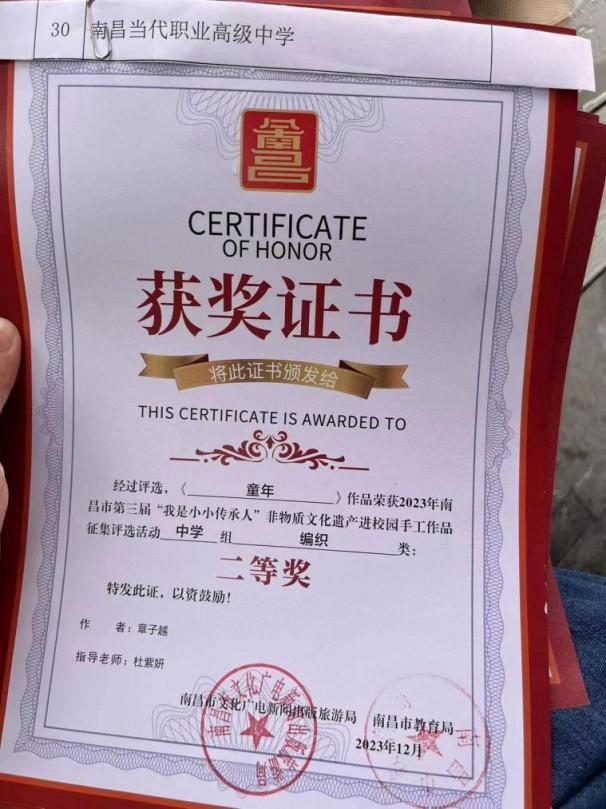 30 南昌当代职业高级中学
南昌
CERTIFICATE
OF HONOR
获奖证书
将此证书颁发给
THIS CERTIFICATE IS AWARDED TO
经过评选，《童年》作品荣获2023年南
昌市第三届“我是小小传承人”非物质文化遗产进校园手工作品
征集评选活动 中学 组 编织 类：
二等奖
特发此证，以资鼓励！
作 者：章子越
指导老师：杜紫妍
南昌市文化广电新闻出版旅游局 南昌市教育局
2023年12月